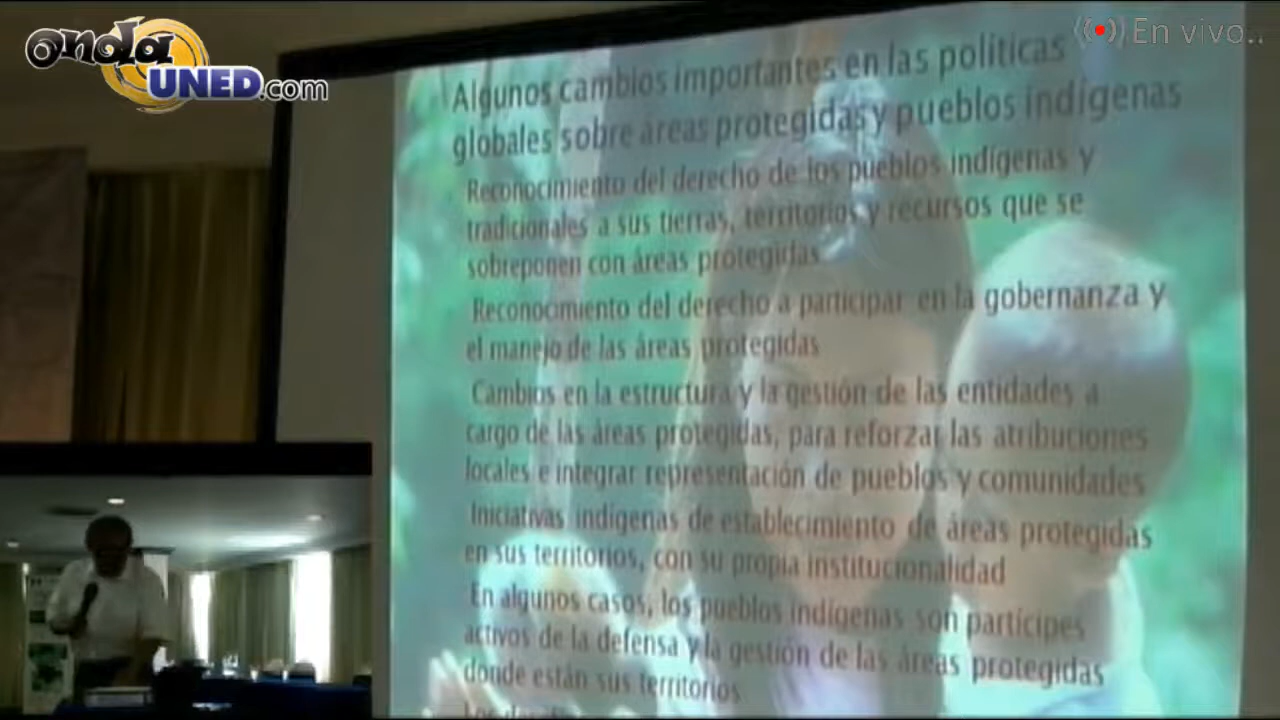 onda
UNED.com
En vivo..
Algunos cambios importantes en las políticas
globales sobre áreas protegidas y pueblos indígenas
Reconocimiento del derecho de los pueblos indígenas y
tradicionales a sus tierras, territorios y recursos que se
sobreponen con áreas protegidas
Reconocimiento del derecho a participar en la gobernanza y
el manejo de las áreas protegidas
Cambios en la estructura y la gestión de las entidades a
cargo de las áreas protegidas, para reforzar las atribuciones
locales e integrar representación de pueblos y comunidades
Iniciativas indígenas de establecimiento de áreas protegidas
en sus territorios, con su propia institucionalidad
En algunos casos, los pueblos indígenas son partícipes
activos de la defensa y la gestión de las áreas protegidas
donde están sus territorios